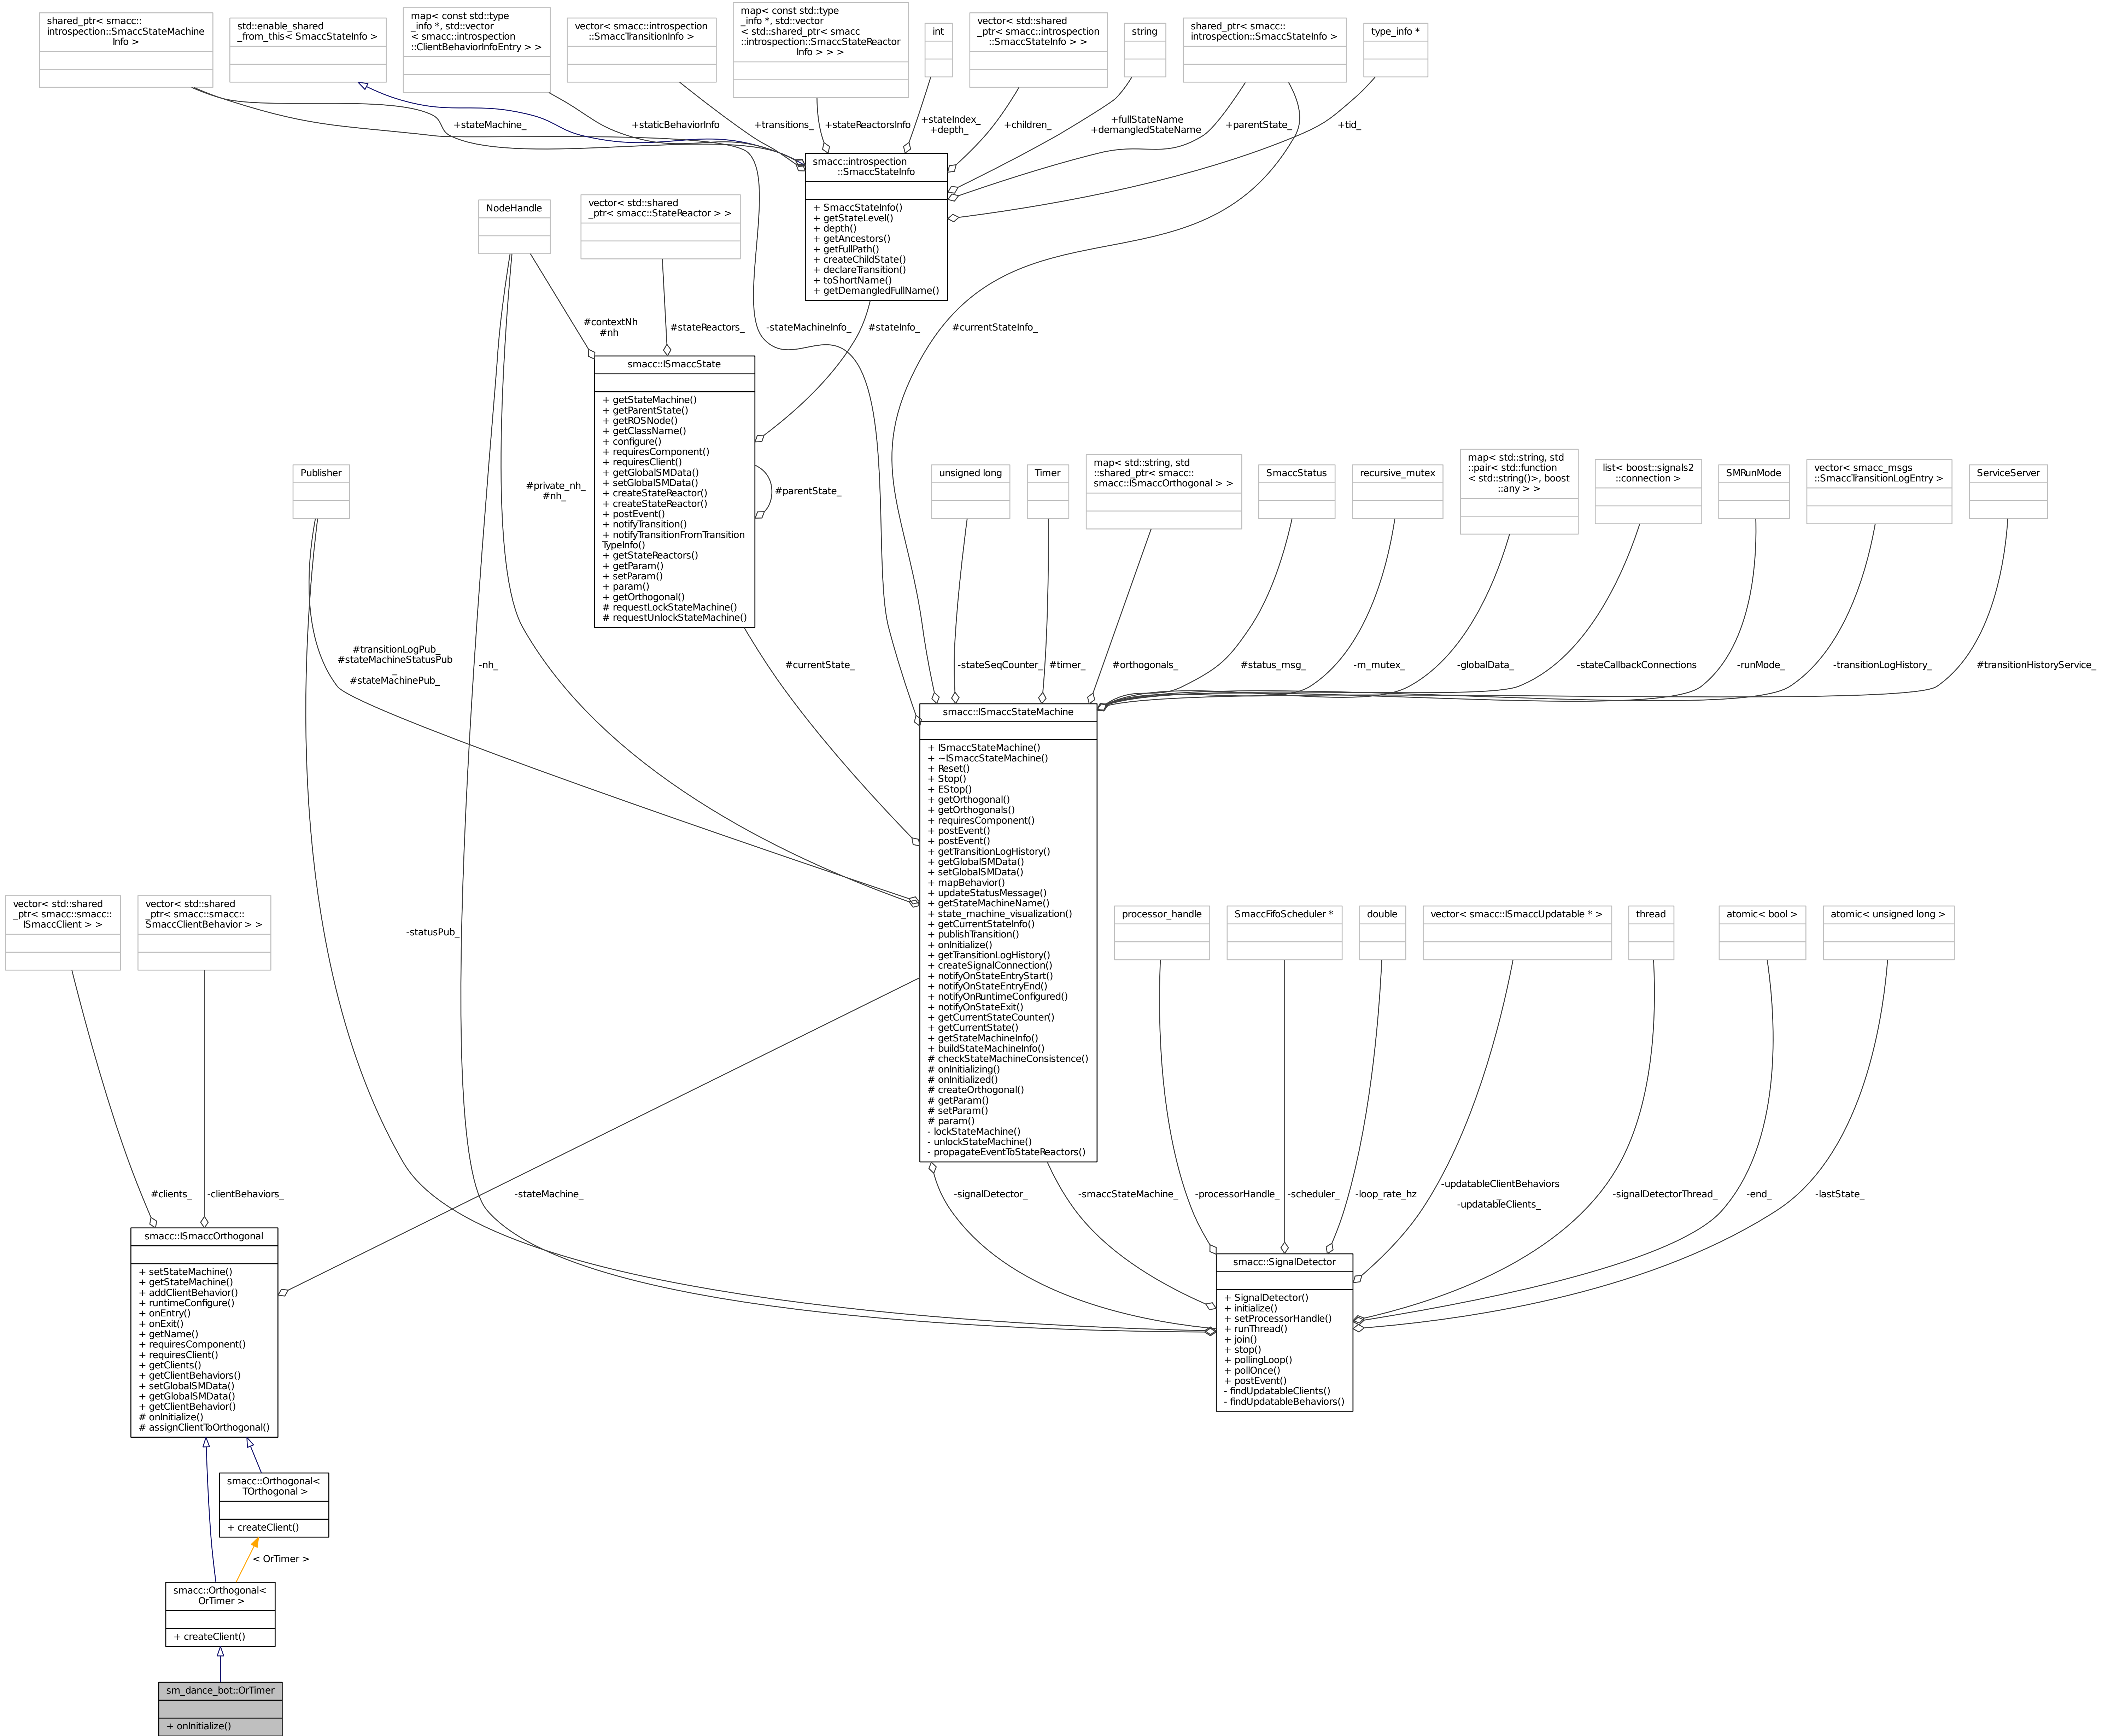 shared_ptr< smacc::
introspection::SmaccStateMachine
Info >
std::enable_shared
_from_this< SmaccStateInfo >
map< const std::type
_info *, std::vector
< smacc::introspection
::ClientBehaviorInfoEntry > >
vector< smacc::introspection
::SmaccTransitionInfo >
map< const std::type
_info *, std::vector
< std::shared_ptr< smacc
::introspection::SmaccStateReactor
Info > > >
int
vector< std::shared
_ptr< smacc::introspection
::SmaccStateInfo > >
string
shared_ptr< smacc::
introspection::SmaccStateInfo >
type_info *
+stateMachine_
+staticBehaviorInfo
+transitions_
+stateReactorsInfo
+stateIndex_
+depth_
+children_
+fullStateName
+demangledStateName
+parentState_
+tid_
smacc::introspection
::SmaccStateInfo
+ SmaccStateInfo()
+ getStateLevel()
+ depth()
+ getAncestors()
+ getFullPath()
+ createChildState()
+ declareTransition()
+ toShortName()
+ getDemangledFullName()
NodeHandle
vector< std::shared
_ptr< smacc::StateReactor > >
#contextNh
#nh
#stateReactors_
-stateMachineInfo_
#stateInfo_
#currentStateInfo_
smacc::ISmaccState
+ getStateMachine()
+ getParentState()
+ getROSNode()
+ getClassName()
+ configure()
+ requiresComponent()
+ requiresClient()
+ getGlobalSMData()
+ setGlobalSMData()
+ createStateReactor()
+ createStateReactor()
+ postEvent()
+ notifyTransition()
+ notifyTransitionFromTransition
TypeInfo()
+ getStateReactors()
+ getParam()
+ setParam()
+ param()
+ getOrthogonal()
# requestLockStateMachine()
# requestUnlockStateMachine()
#parentState_
#private_nh_
#nh_
Publisher
unsigned long
Timer
map< std::string, std
::shared_ptr< smacc::
smacc::ISmaccOrthogonal > >
SmaccStatus
recursive_mutex
map< std::string, std
::pair< std::function
< std::string()>, boost
::any > >
list< boost::signals2
::connection >
SMRunMode
vector< smacc_msgs
::SmaccTransitionLogEntry >
ServiceServer
#transitionLogPub_
#stateMachineStatusPub
_
#stateMachinePub_
-nh_
#currentState_
-stateSeqCounter_
#timer_
#orthogonals_
#status_msg_
-m_mutex_
-globalData_
-stateCallbackConnections
-runMode_
-transitionLogHistory_
#transitionHistoryService_
smacc::ISmaccStateMachine
+ ISmaccStateMachine()
+ ~ISmaccStateMachine()
+ Reset()
+ Stop()
+ EStop()
+ getOrthogonal()
+ getOrthogonals()
+ requiresComponent()
+ postEvent()
+ postEvent()
+ getTransitionLogHistory()
+ getGlobalSMData()
+ setGlobalSMData()
+ mapBehavior()
+ updateStatusMessage()
+ getStateMachineName()
+ state_machine_visualization()
+ getCurrentStateInfo()
+ publishTransition()
+ onInitialize()
+ getTransitionLogHistory()
+ createSignalConnection()
+ notifyOnStateEntryStart()
+ notifyOnStateEntryEnd()
+ notifyOnRuntimeConfigured()
+ notifyOnStateExit()
+ getCurrentStateCounter()
+ getCurrentState()
+ getStateMachineInfo()
+ buildStateMachineInfo()
# checkStateMachineConsistence()
# onInitializing()
# onInitialized()
# createOrthogonal()
# getParam()
# setParam()
# param()
- lockStateMachine()
- unlockStateMachine()
- propagateEventToStateReactors()
vector< std::shared
_ptr< smacc::smacc::
ISmaccClient > >
vector< std::shared
_ptr< smacc::smacc::
SmaccClientBehavior > >
-statusPub_
processor_handle
SmaccFifoScheduler *
double
vector< smacc::ISmaccUpdatable * >
thread
atomic< bool >
atomic< unsigned long >
#clients_
-clientBehaviors_
-stateMachine_
-signalDetector_
-smaccStateMachine_
-processorHandle_
-scheduler_
-loop_rate_hz
-updatableClientBehaviors
_
-updatableClients_
-signalDetectorThread_
-end_
-lastState_
smacc::ISmaccOrthogonal
+ setStateMachine()
+ getStateMachine()
+ addClientBehavior()
+ runtimeConfigure()
+ onEntry()
+ onExit()
+ getName()
+ requiresComponent()
+ requiresClient()
+ getClients()
+ getClientBehaviors()
+ setGlobalSMData()
+ getGlobalSMData()
+ getClientBehavior()
# onInitialize()
# assignClientToOrthogonal()
smacc::SignalDetector
+ SignalDetector()
+ initialize()
+ setProcessorHandle()
+ runThread()
+ join()
+ stop()
+ pollingLoop()
+ pollOnce()
+ postEvent()
- findUpdatableClients()
- findUpdatableBehaviors()
smacc::Orthogonal<
TOrthogonal >
+ createClient()
< OrTimer >
smacc::Orthogonal<
OrTimer >
+ createClient()
sm_dance_bot::OrTimer
+ onInitialize()